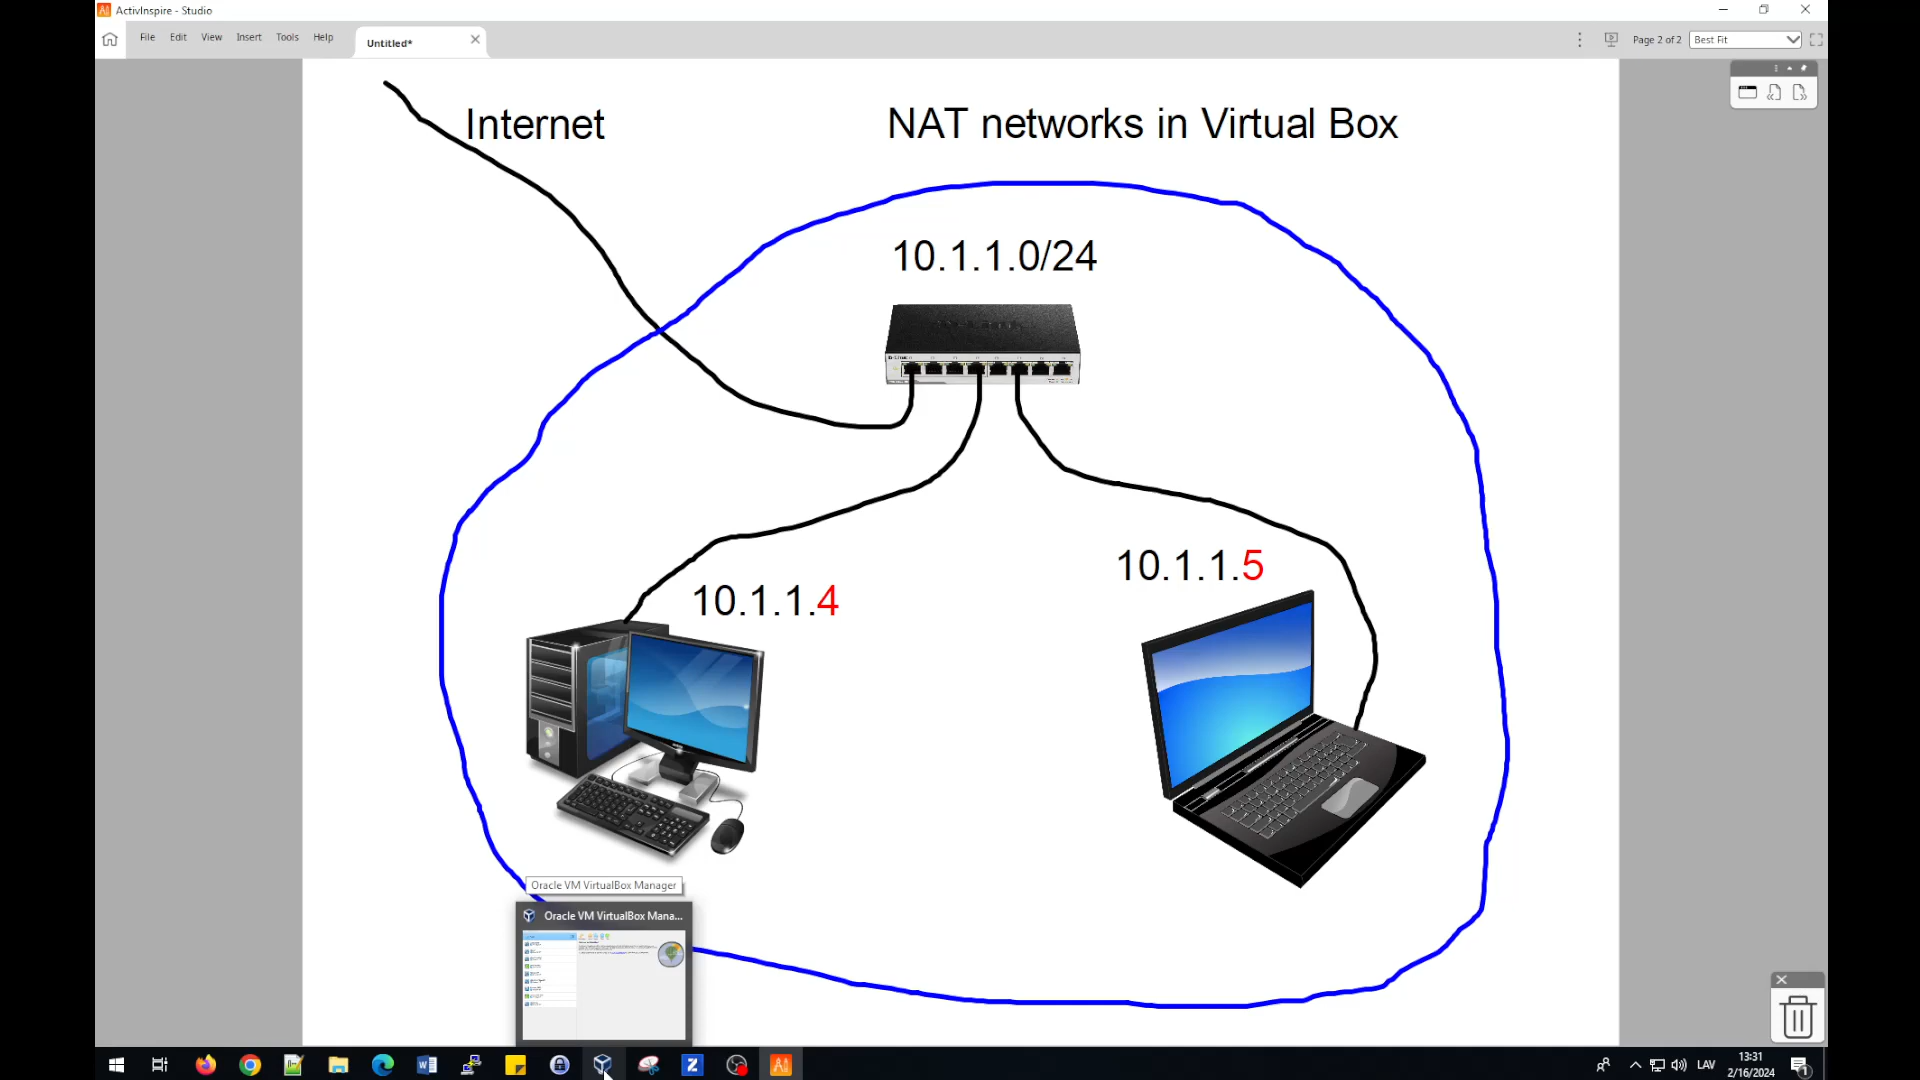 ActivInspire - Studio
File Edit View Insert Tools Help
Untitled*
Page 2 of 2
Best Fit
Internet
NAT networks in Virtual Box
10.1.1.0/24
10.1.1.5
10.1.1.4
Oracle VM VirtualBox Manager
Oracle VM VirtualBox Mana...
LAV
13:31
2/16/2024
1